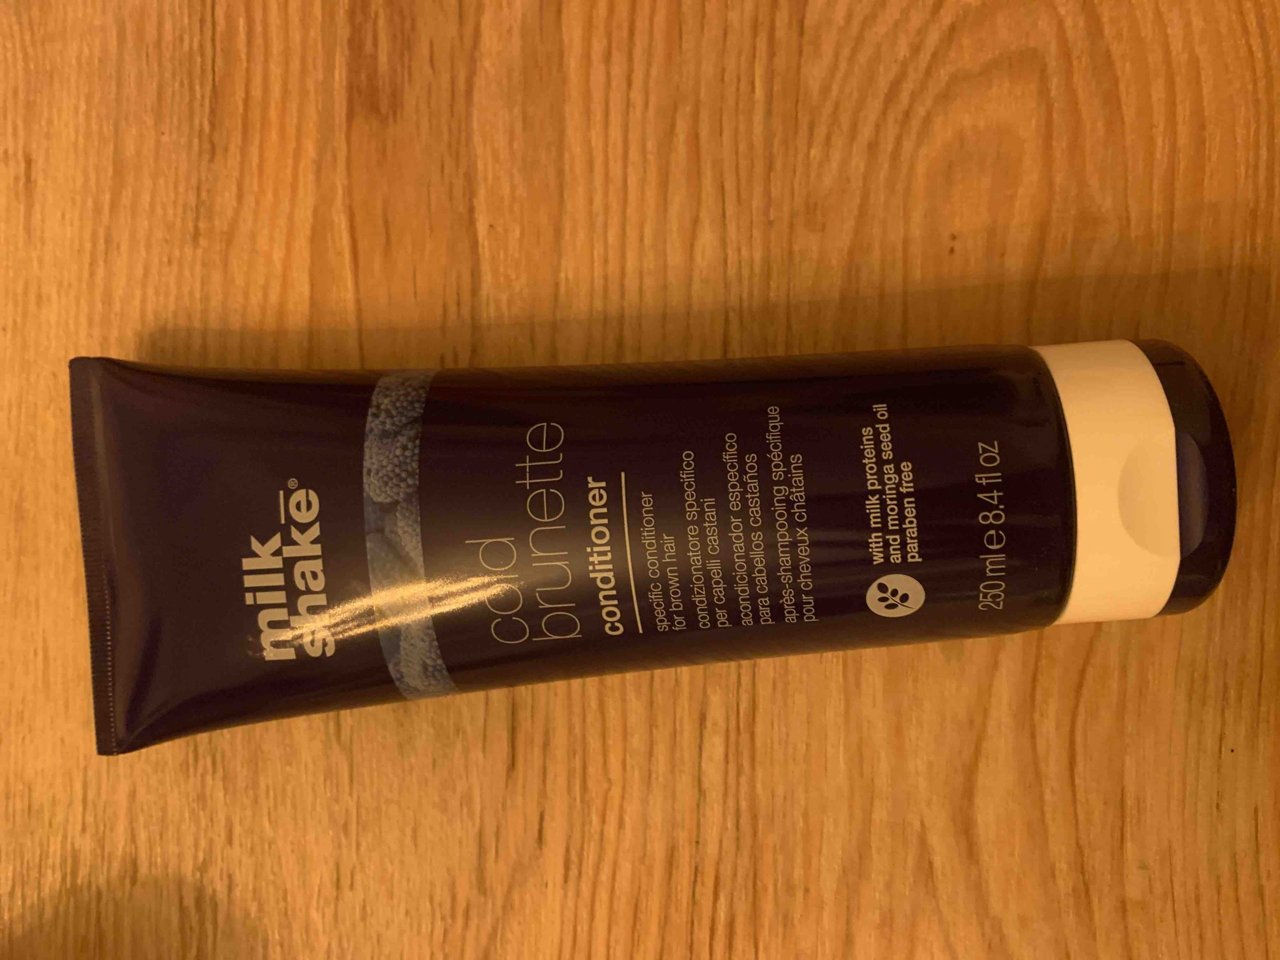 milk
shake®
cold
brunette
conditioner
specific conditioner
for brown hair
condizionatore specifico
per capelli castani
acondicionador específico
para cabellos castaños
après-shampooing spécifique
pour cheveux châtains
with milk proteins
and moringa seed oil
paraben free
250 ml e 8.4 fl oz